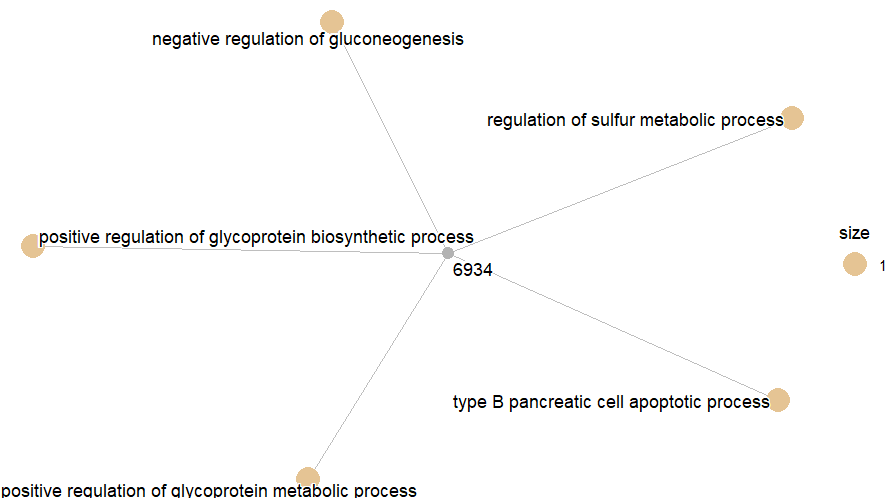 negative regulation of gluconeogenesis
regulation of sulfur metabolic process
positive regulation of glycoprotein biosynthetic process
size
1
6934
type B pancreatic cell apoptotic process
positive regulation of glycoprotein metabolic process